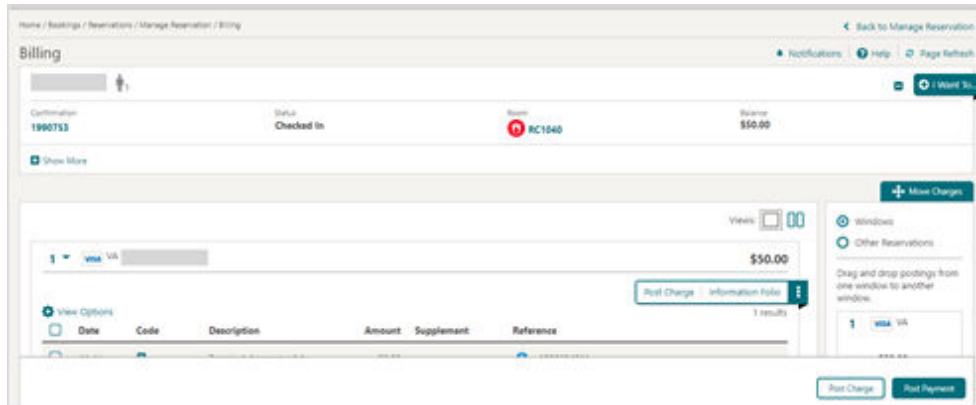 Home / Bookings / Reservations / Manage Reservation / Billing
Back to Manage Reservation
Billing
Notifications Help Page Refresh
1
I Want To...
Confirmation Status Room Balance
1990753 Checked In RC1040 $50.00
Show More
Move Charges
Views
Windows
1 VISA VA $50.00
Other Reservations
Drag and drop postings from
one window to another
window.
Post Charge Information Folio
View Options 1 results
Date Code Description Amount Supplement Reference
1 VISA VA
Post Charge Post Payment